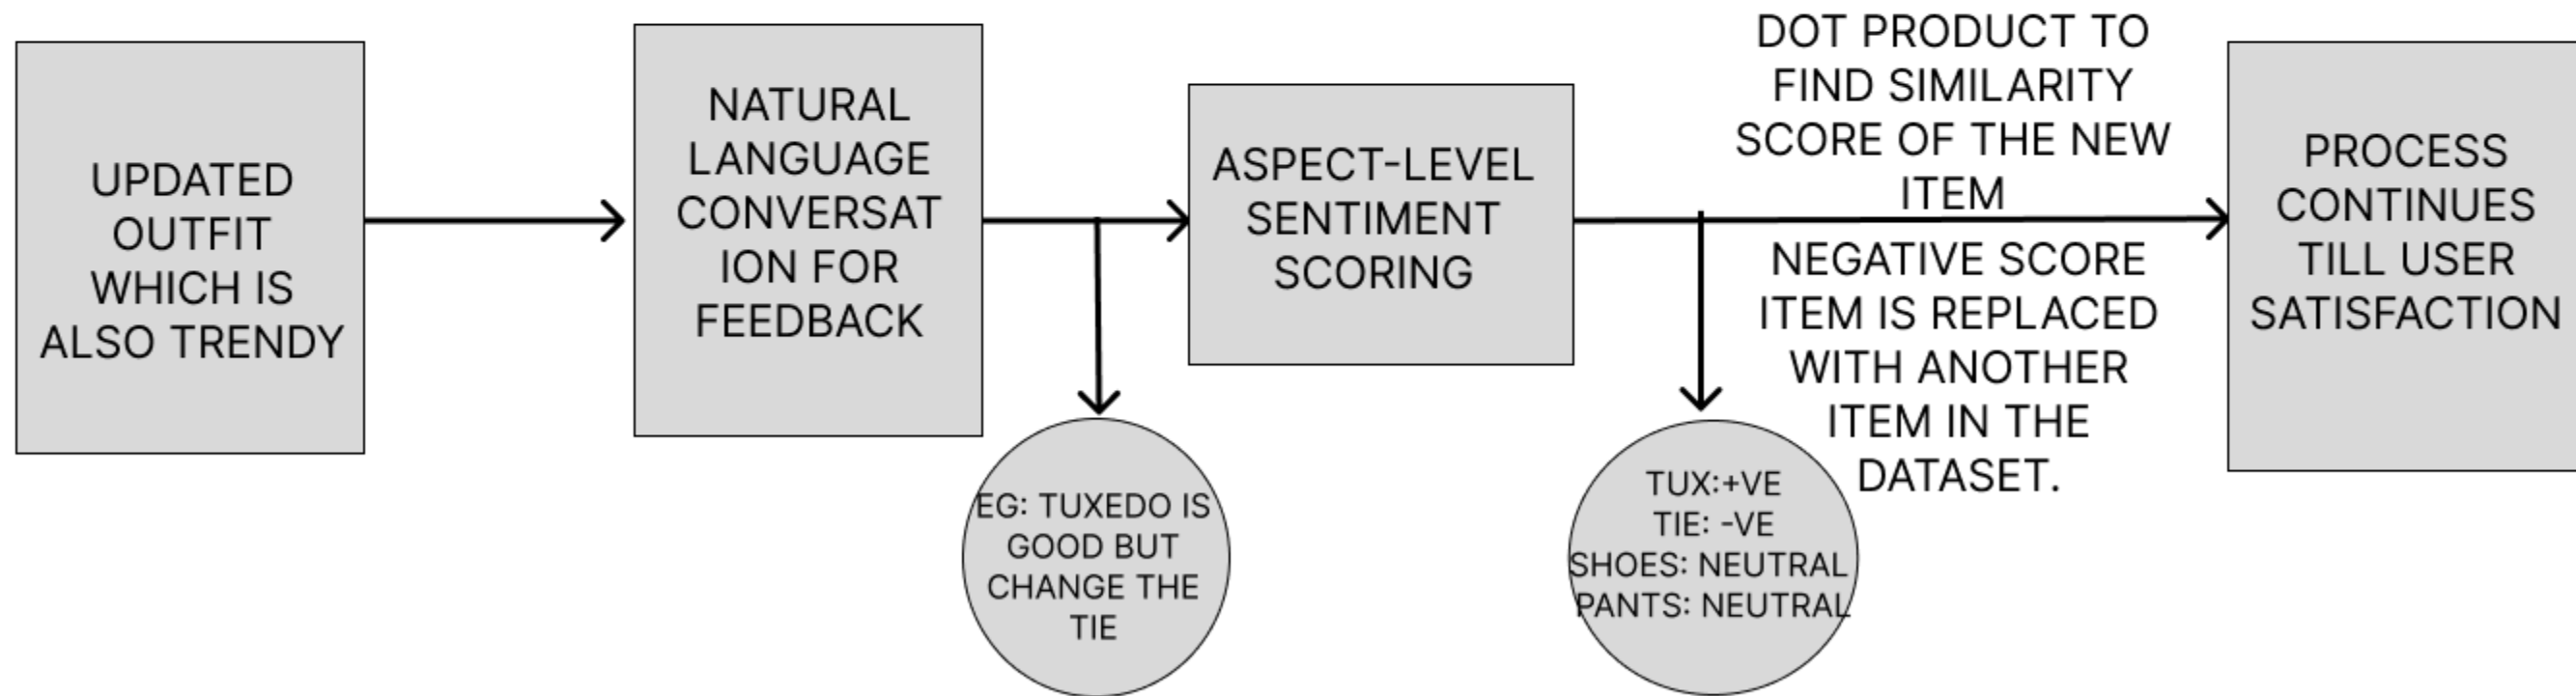 UPDATED
OUTFIT
WHICH IS
ALSO TRENDY
NATURAL
LANGUAGE
CONVERSAT
ION FOR
FEEDBACK
EG: TUXEDO IS
GOOD BUT
CHANGE THE
TIE
ASPECT-LEVEL
SENTIMENT
SCORING
TUX:+VE
TIE: -VE
SHOES: NEUTRAL
PANTS: NEUTRAL
DOT PRODUCT TO
FIND SIMILARITY
SCORE OF THE NEW
ITEM
NEGATIVE SCORE
ITEM IS REPLACED
WITH ANOTHER
ITEM IN THE
DATASET.
PROCESS
CONTINUES
TILL USER
SATISFACTION